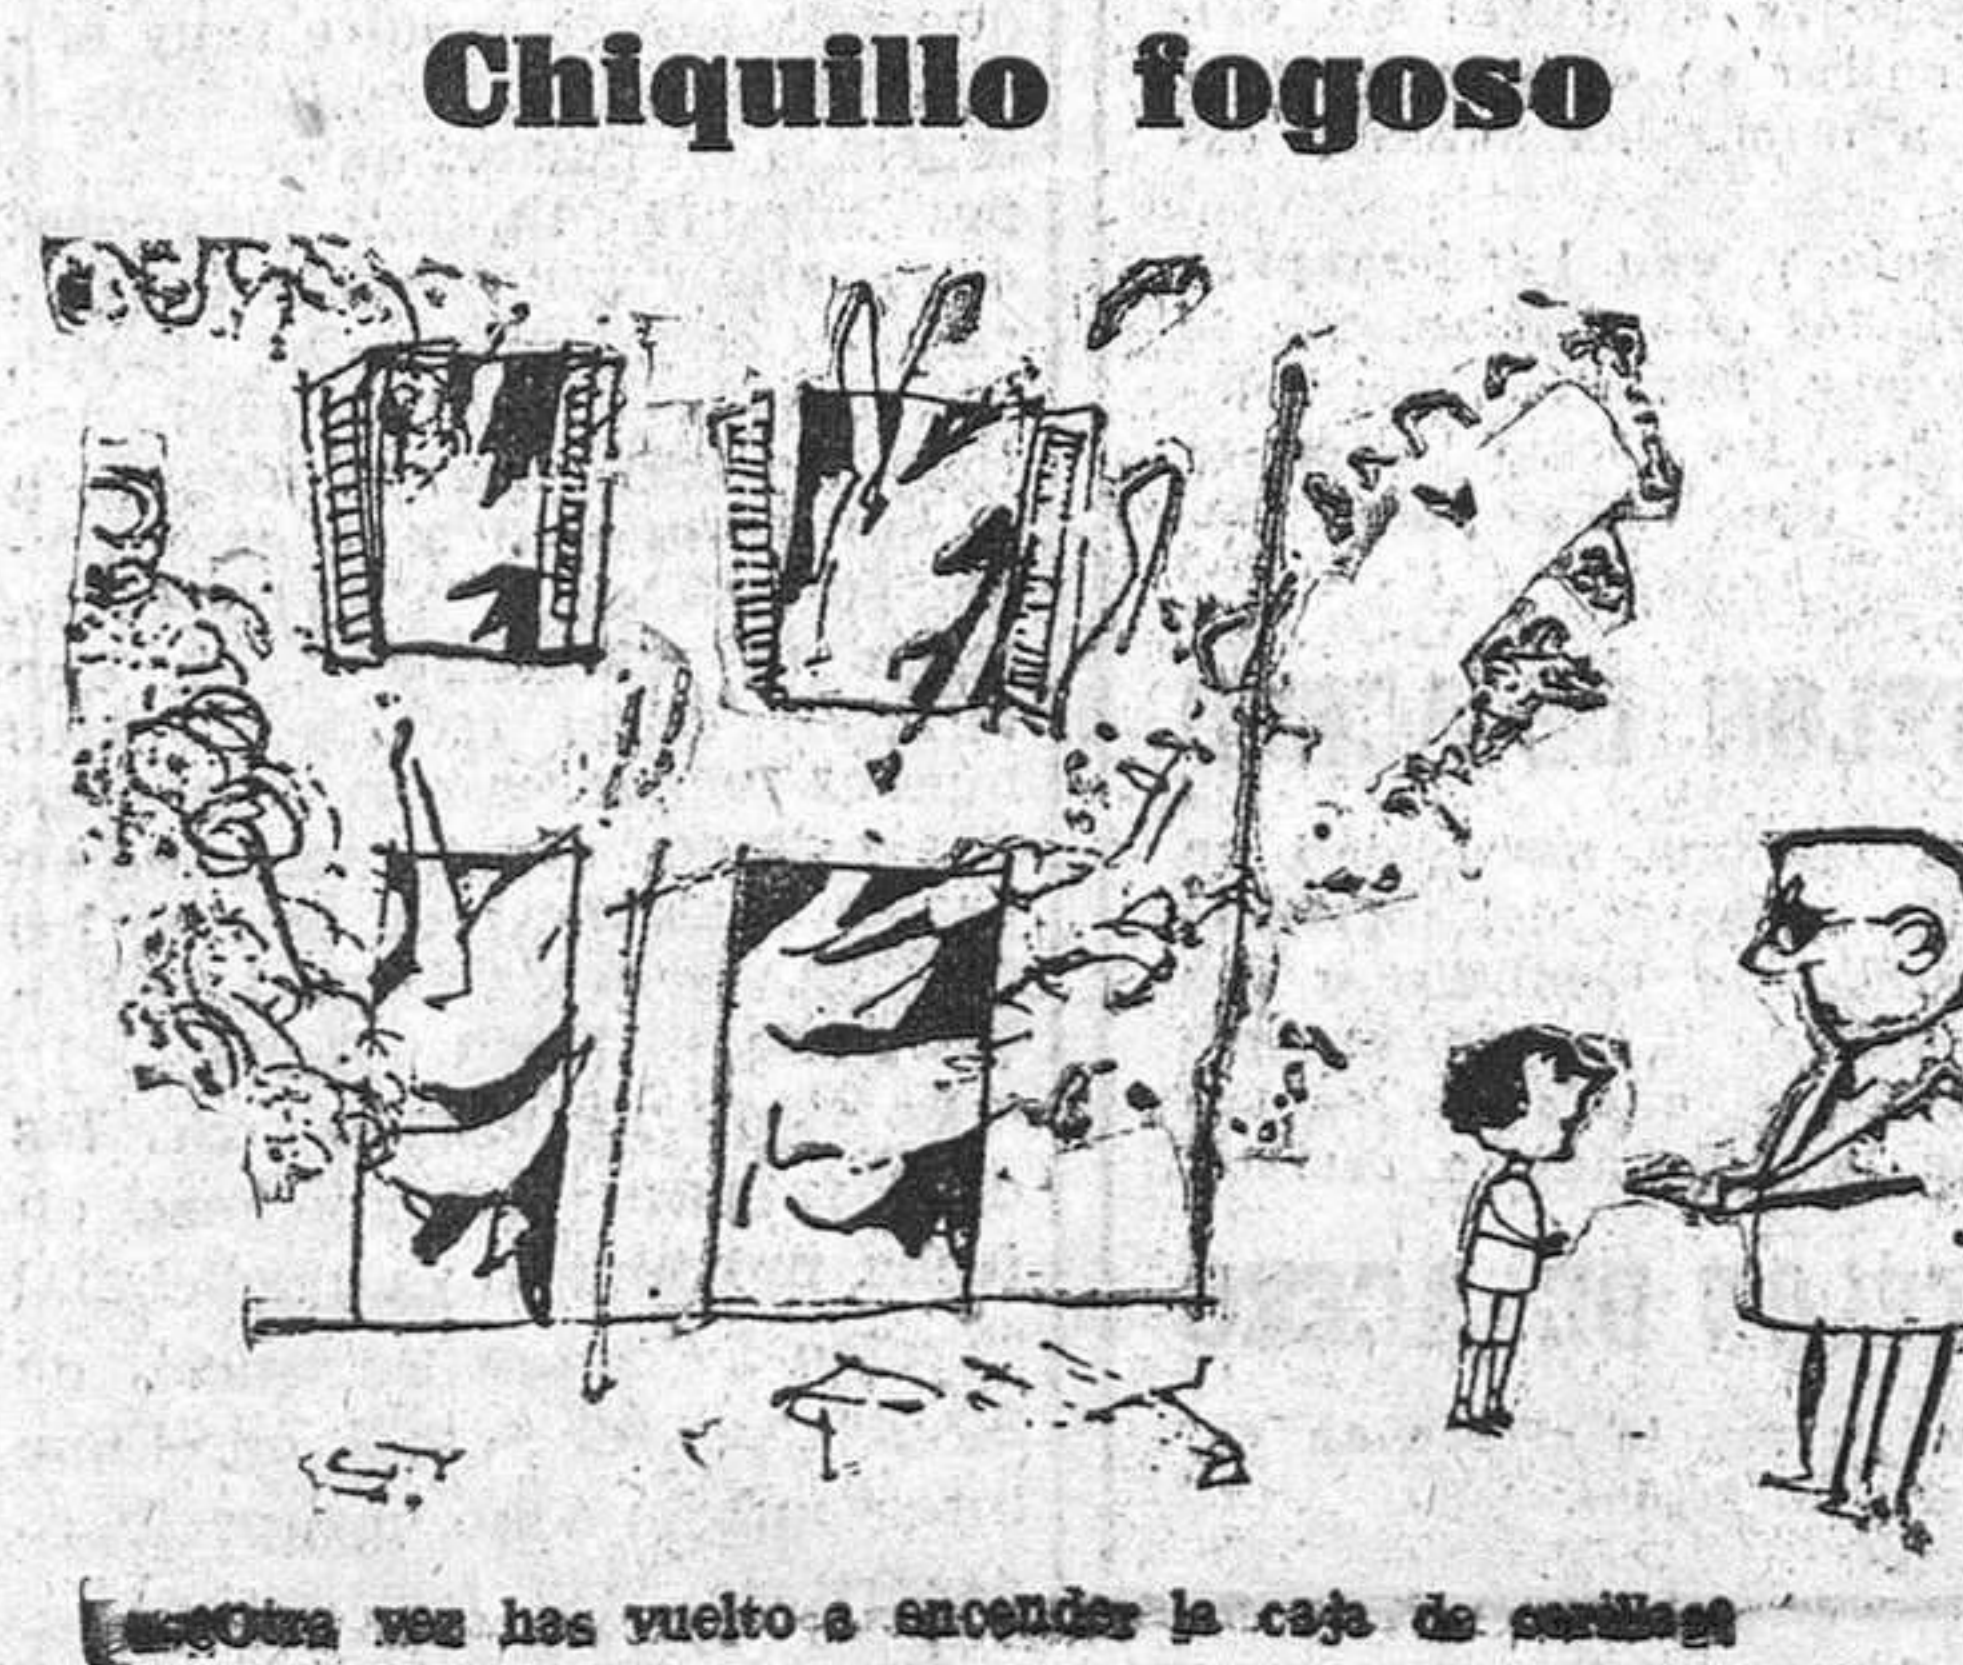 Chiquillo fogoso
—¿Otra vez has vuelto a encender la caja de cerillas?